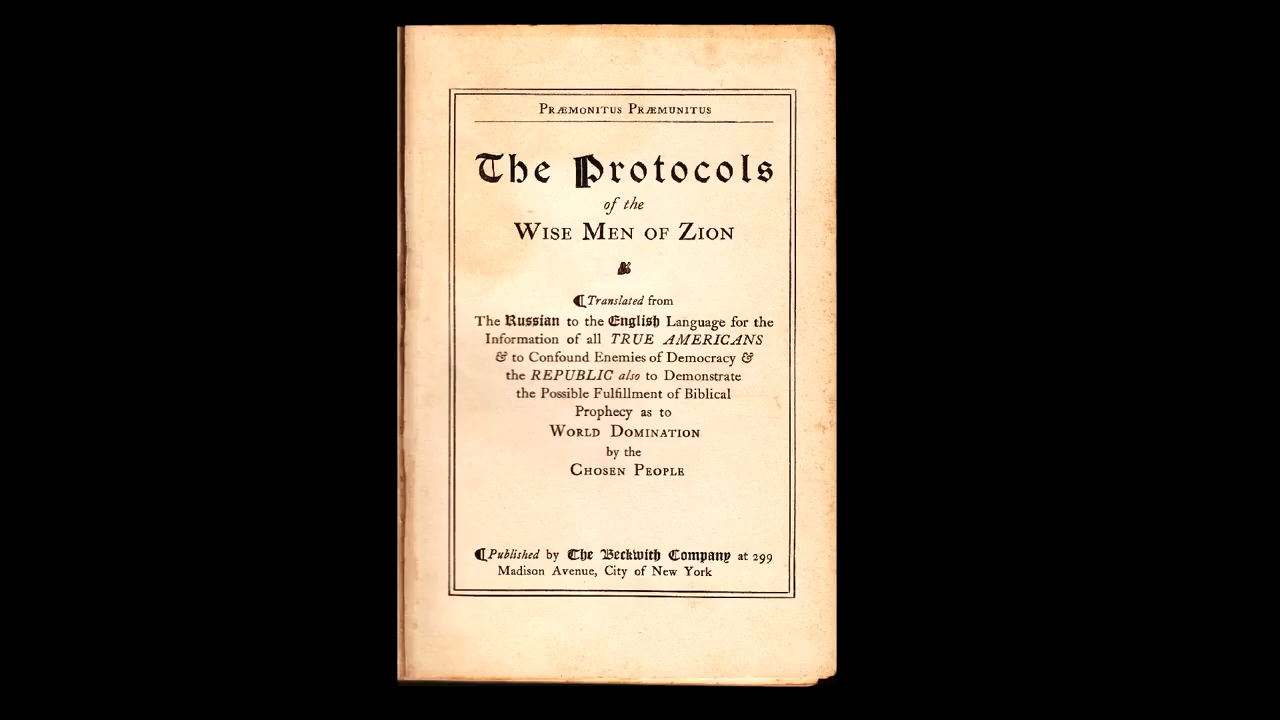 PRÆMONITUS PRÆMUNITUS
The Protocols
of the
WISE MEN OF ZION
Translated from
The Russian to the English Language for the
Information of all TRUE AMERICANS
& to Confound Enemies of Democracy &
the REPUBLIC also to Demonstrate
the Possible Fulfillment of Biblical
Prophecy as to
WORLD DOMINATION
by the
CHOSEN PEOPLE
Published by The Beckwith Company at 299
Madison Avenue, City of New York